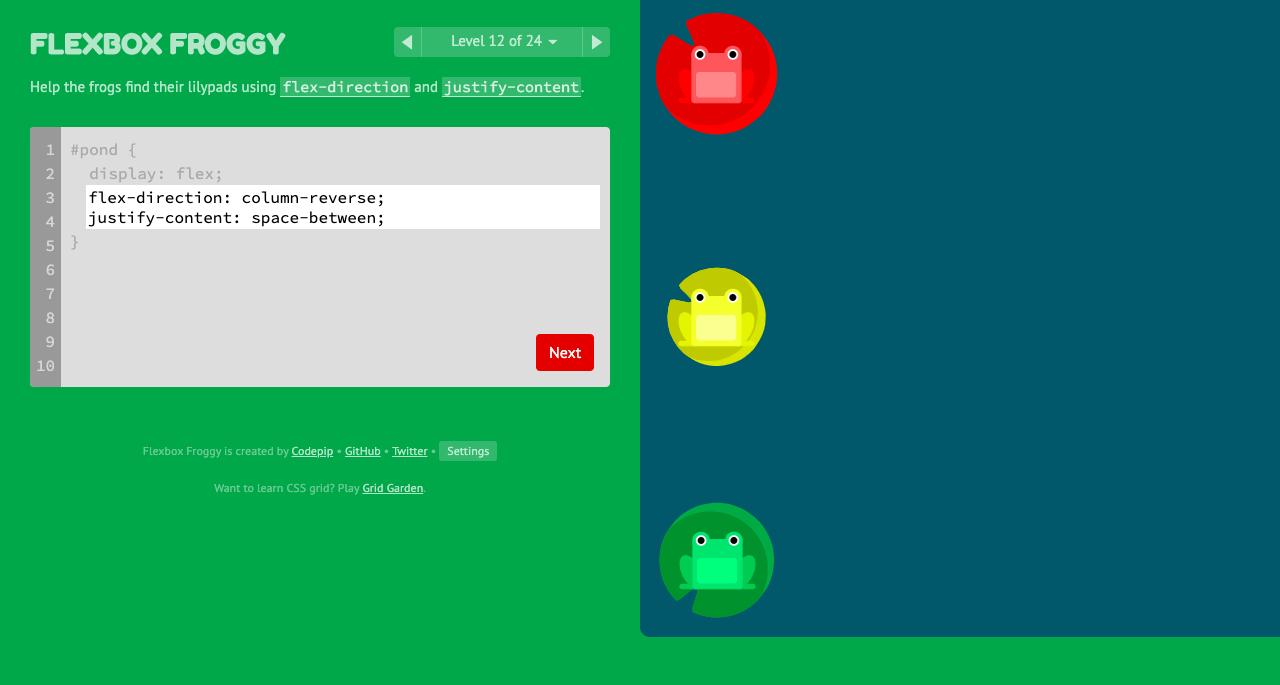 FLEXBOX FROGGY
Level 12 of 24
Help the frogs find their lilypads using flex-direction and justify-content.
1 #pond {
2 display: flex;
3 flex-direction: column-reverse;
4 justify-content: space-between;
5 }
6
7
8
9
10
Next
Flexbox Froggy is created by Codepip • GitHub • Twitter • Settings
Want to learn CSS grid? Play Grid Garden.